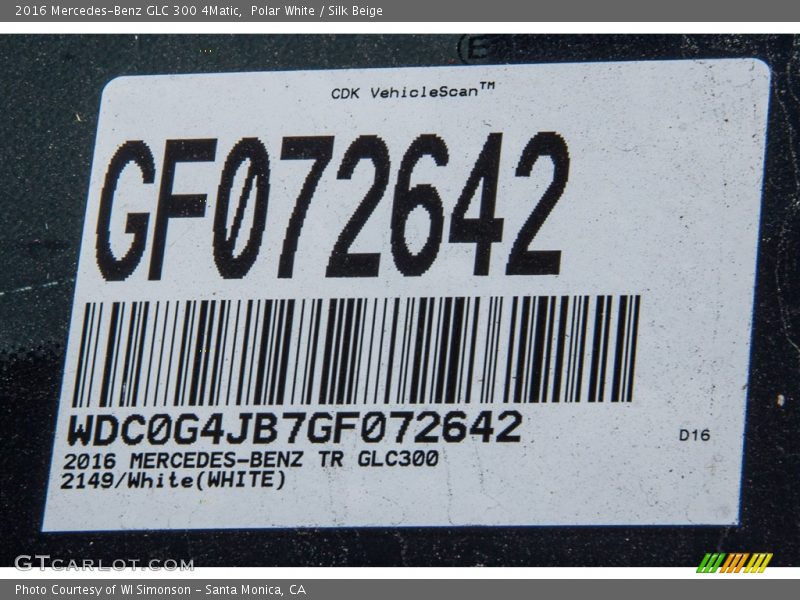 2016 Mercedes-Benz GLC 300 4Matic, Polar White / Silk Beige
E
CDK VehicleScan™
GF072642
WDC0G4JB7GF072642
D16
2016 MERCEDES-BENZ TR GLC300
2149/White(WHITE)
GTCARLOT.COM
Photo Courtesy of WI Simonson - Santa Monica, CA